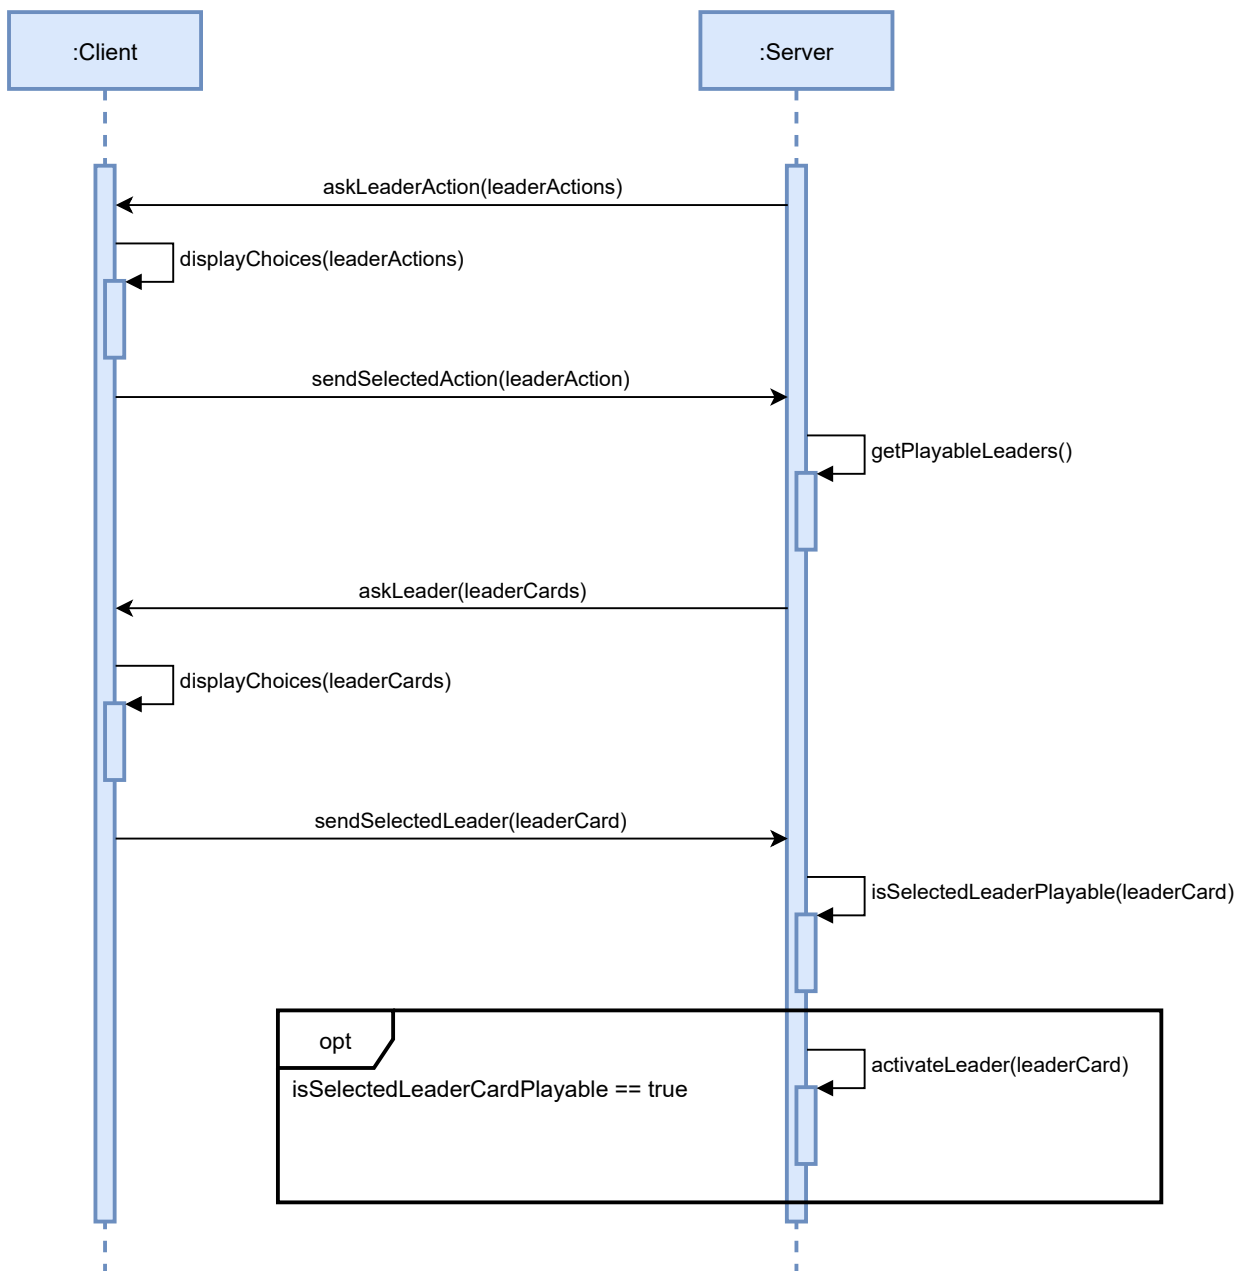 :Client
:Server
askLeaderAction(leaderActions)
displayChoices(leaderActions)
sendSelectedAction(leaderAction)
getPlayableLeaders()
askLeader(leaderCards)
displayChoices(leaderCards)
sendSelectedLeader(leaderCard)
isSelectedLeaderPlayable(leaderCard)
opt
activateLeader(leaderCard)
isSelectedLeaderCardPlayable == true